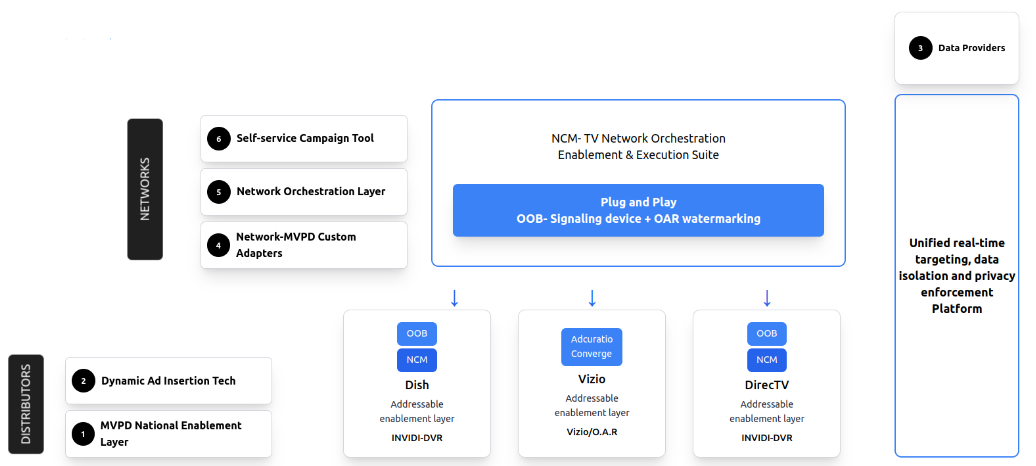 3 Data Providers
NETWORKS
6 Self-service Campaign Tool
5 Network Orchestration Layer
4 Network-MVPD Custom
Adapters
NCM- TV Network Orchestration
Enablement & Execution Suite
Plug and Play
OOB- Signaling device + OAR watermarking
Unified real-time
targeting, data
isolation and privacy
enforcement
Platform
↓ ↓ ↓
DISTRIBUTORS
2 Dynamic Ad Insertion Tech
1 MVPD National Enablement
Layer
OOB
NCM
Dish
Addressable
enablement layer
INVIDI-DVR
Adcuratio
Converge
Vizio
Addressable
enablement layer
Vizio/O.A.R
OOB
NCM
DirecTV
Addressable
enablement layer
INVIDI-DVR